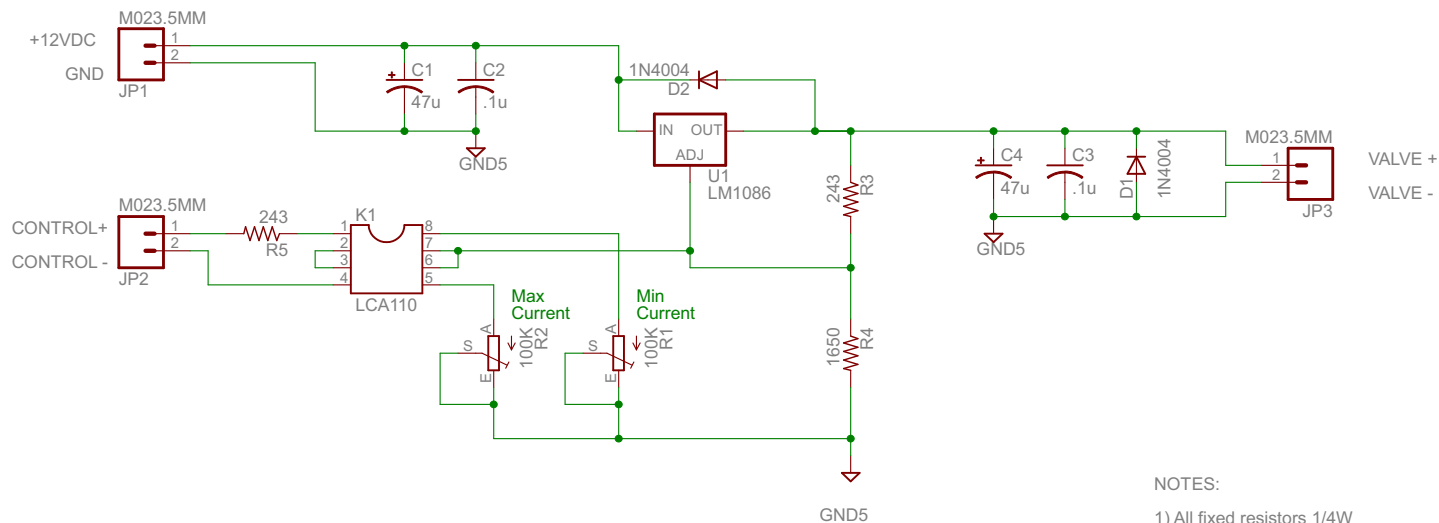 M023.5MM
+12VDC
1
2
GND
JP1
C1
47u
C2
.1u
GND5
1N4004
D2
IN
OUT
ADJ
U1
LM1086
243
R3
C4
47u
C3
.1u
D1
1N4004
GND5
M023.5MM
1
2
JP3
VALVE +
VALVE -
M023.5MM
CONTROL+
1
2
CONTROL -
JP2
243
R5
K1
1
2
3
4
8
7
6
5
LCA110
Max
Current
A
S
E
100K
R2
Min
Current
A
S
E
100K
R1
1650
R4
GND5
NOTES:
1) All fixed resistors 1/4W